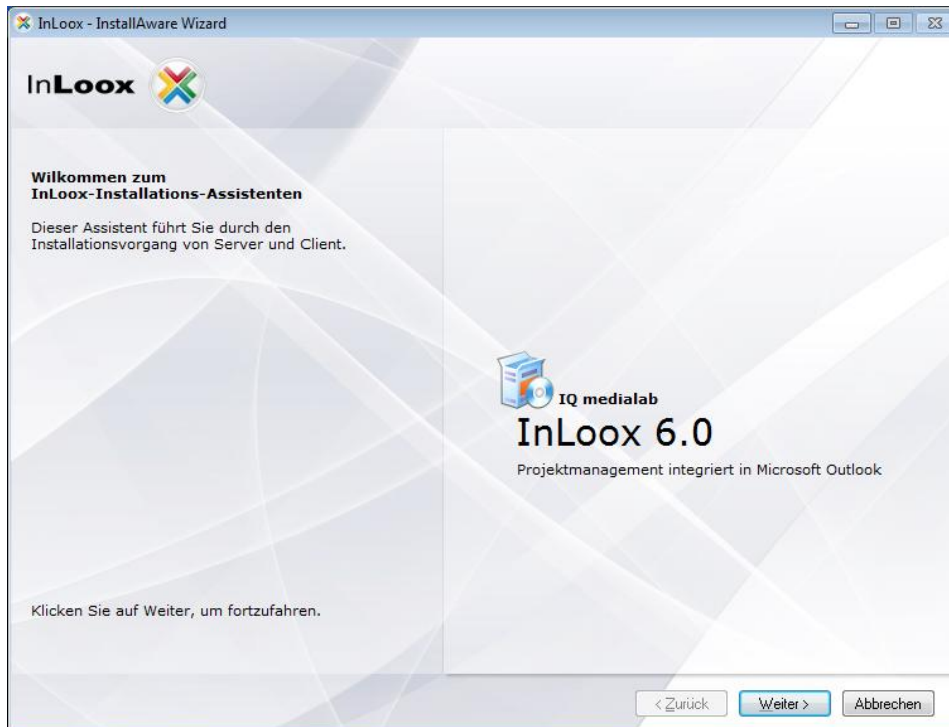 InLoox - InstallAware Wizard
InLoox
Wilkommen zum
InLoox-Installations-Assistenten
Dieser Assistent führt Sie durch den
Installationsvorgang von Server und Client.
IQ medialab
InLoox 6.0
Projektmanagement integriert in Microsoft Outlook
Klicken Sie auf Weiter, um fortzufahren.
< Zurück Weiter > Abbrechen